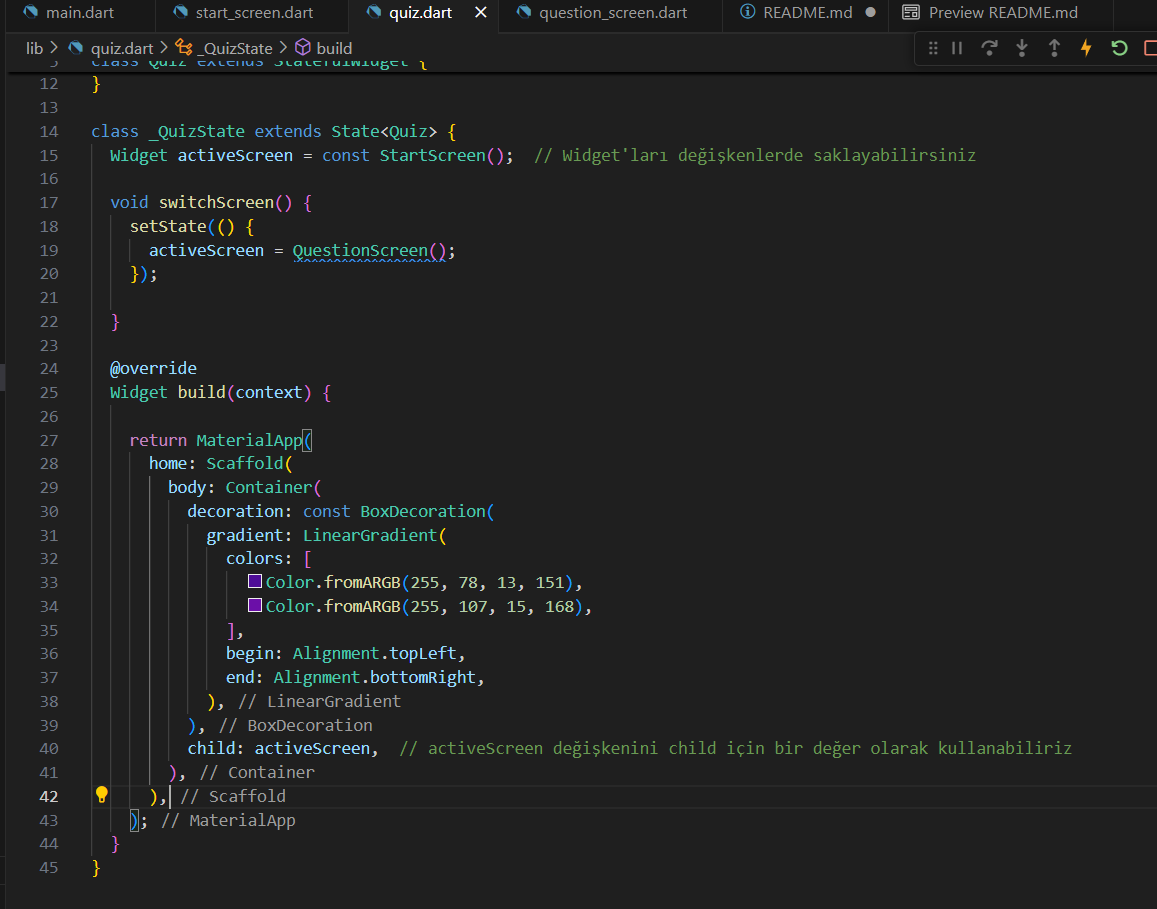 main.dart start_screen.dart quiz.dart question_screen.dart README.md Preview README.md
lib > quiz.dart > _QuizState > build
class Quiz extends StatefulWidget {
12 }
13
14 class _QuizState extends State<Quiz> {
15 Widget activeScreen = const StartScreen(); // Widget'ları değişkenlerde saklayabilirsiniz
16
17 void switchScreen() {
18 setState(() {
19 activeScreen = QuestionScreen();
20 });
21
22 }
23
24 @override
25 Widget build(context) {
26
27 return MaterialApp(
28 home: Scaffold(
29 body: Container(
30 decoration: const BoxDecoration(
31 gradient: LinearGradient(
32 colors: [
33 Color.fromARGB(255, 78, 13, 151),
34 Color.fromARGB(255, 107, 15, 168),
35 ],
36 begin: Alignment.topLeft,
37 end: Alignment.bottomRight,
38 ), // LinearGradient
39 ), // BoxDecoration
40 child: activeScreen, // activeScreen değişkenini child için bir değer olarak kullanabiliriz
41 ), // Container
42 ), // Scaffold
43 ); // MaterialApp
44 }
45 }